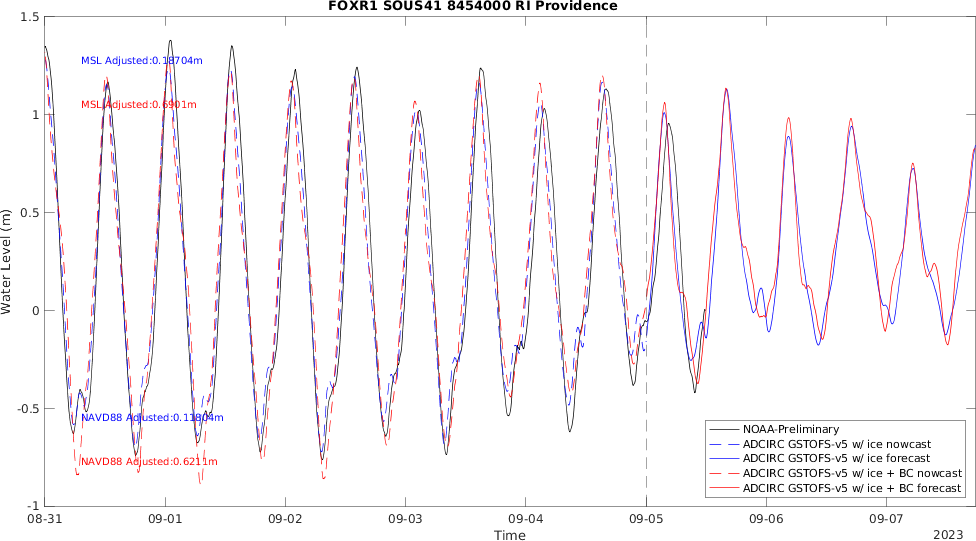 FOXR1 SOUS41 8454000 RI Providence
1.5
MSL Adjusted:0.18704m
MSL Adjusted:0.6901m
1
0.5
Water Level (m)
0
-0.5
NAVD88 Adjusted:0.11804m
NAVD88 Adjusted:0.6211m
-1
NOAA-Preliminary
ADCIRC GSTOFS-v5 w/ ice nowcast
ADCIRC GSTOFS-v5 w/ ice forecast
ADCIRC GSTOFS-v5 w/ ice + BC nowcast
ADCIRC GSTOFS-v5 w/ ice + BC forecast
08-31 09-01 09-02 09-03 09-04 09-05 09-06 09-07
Time
2023